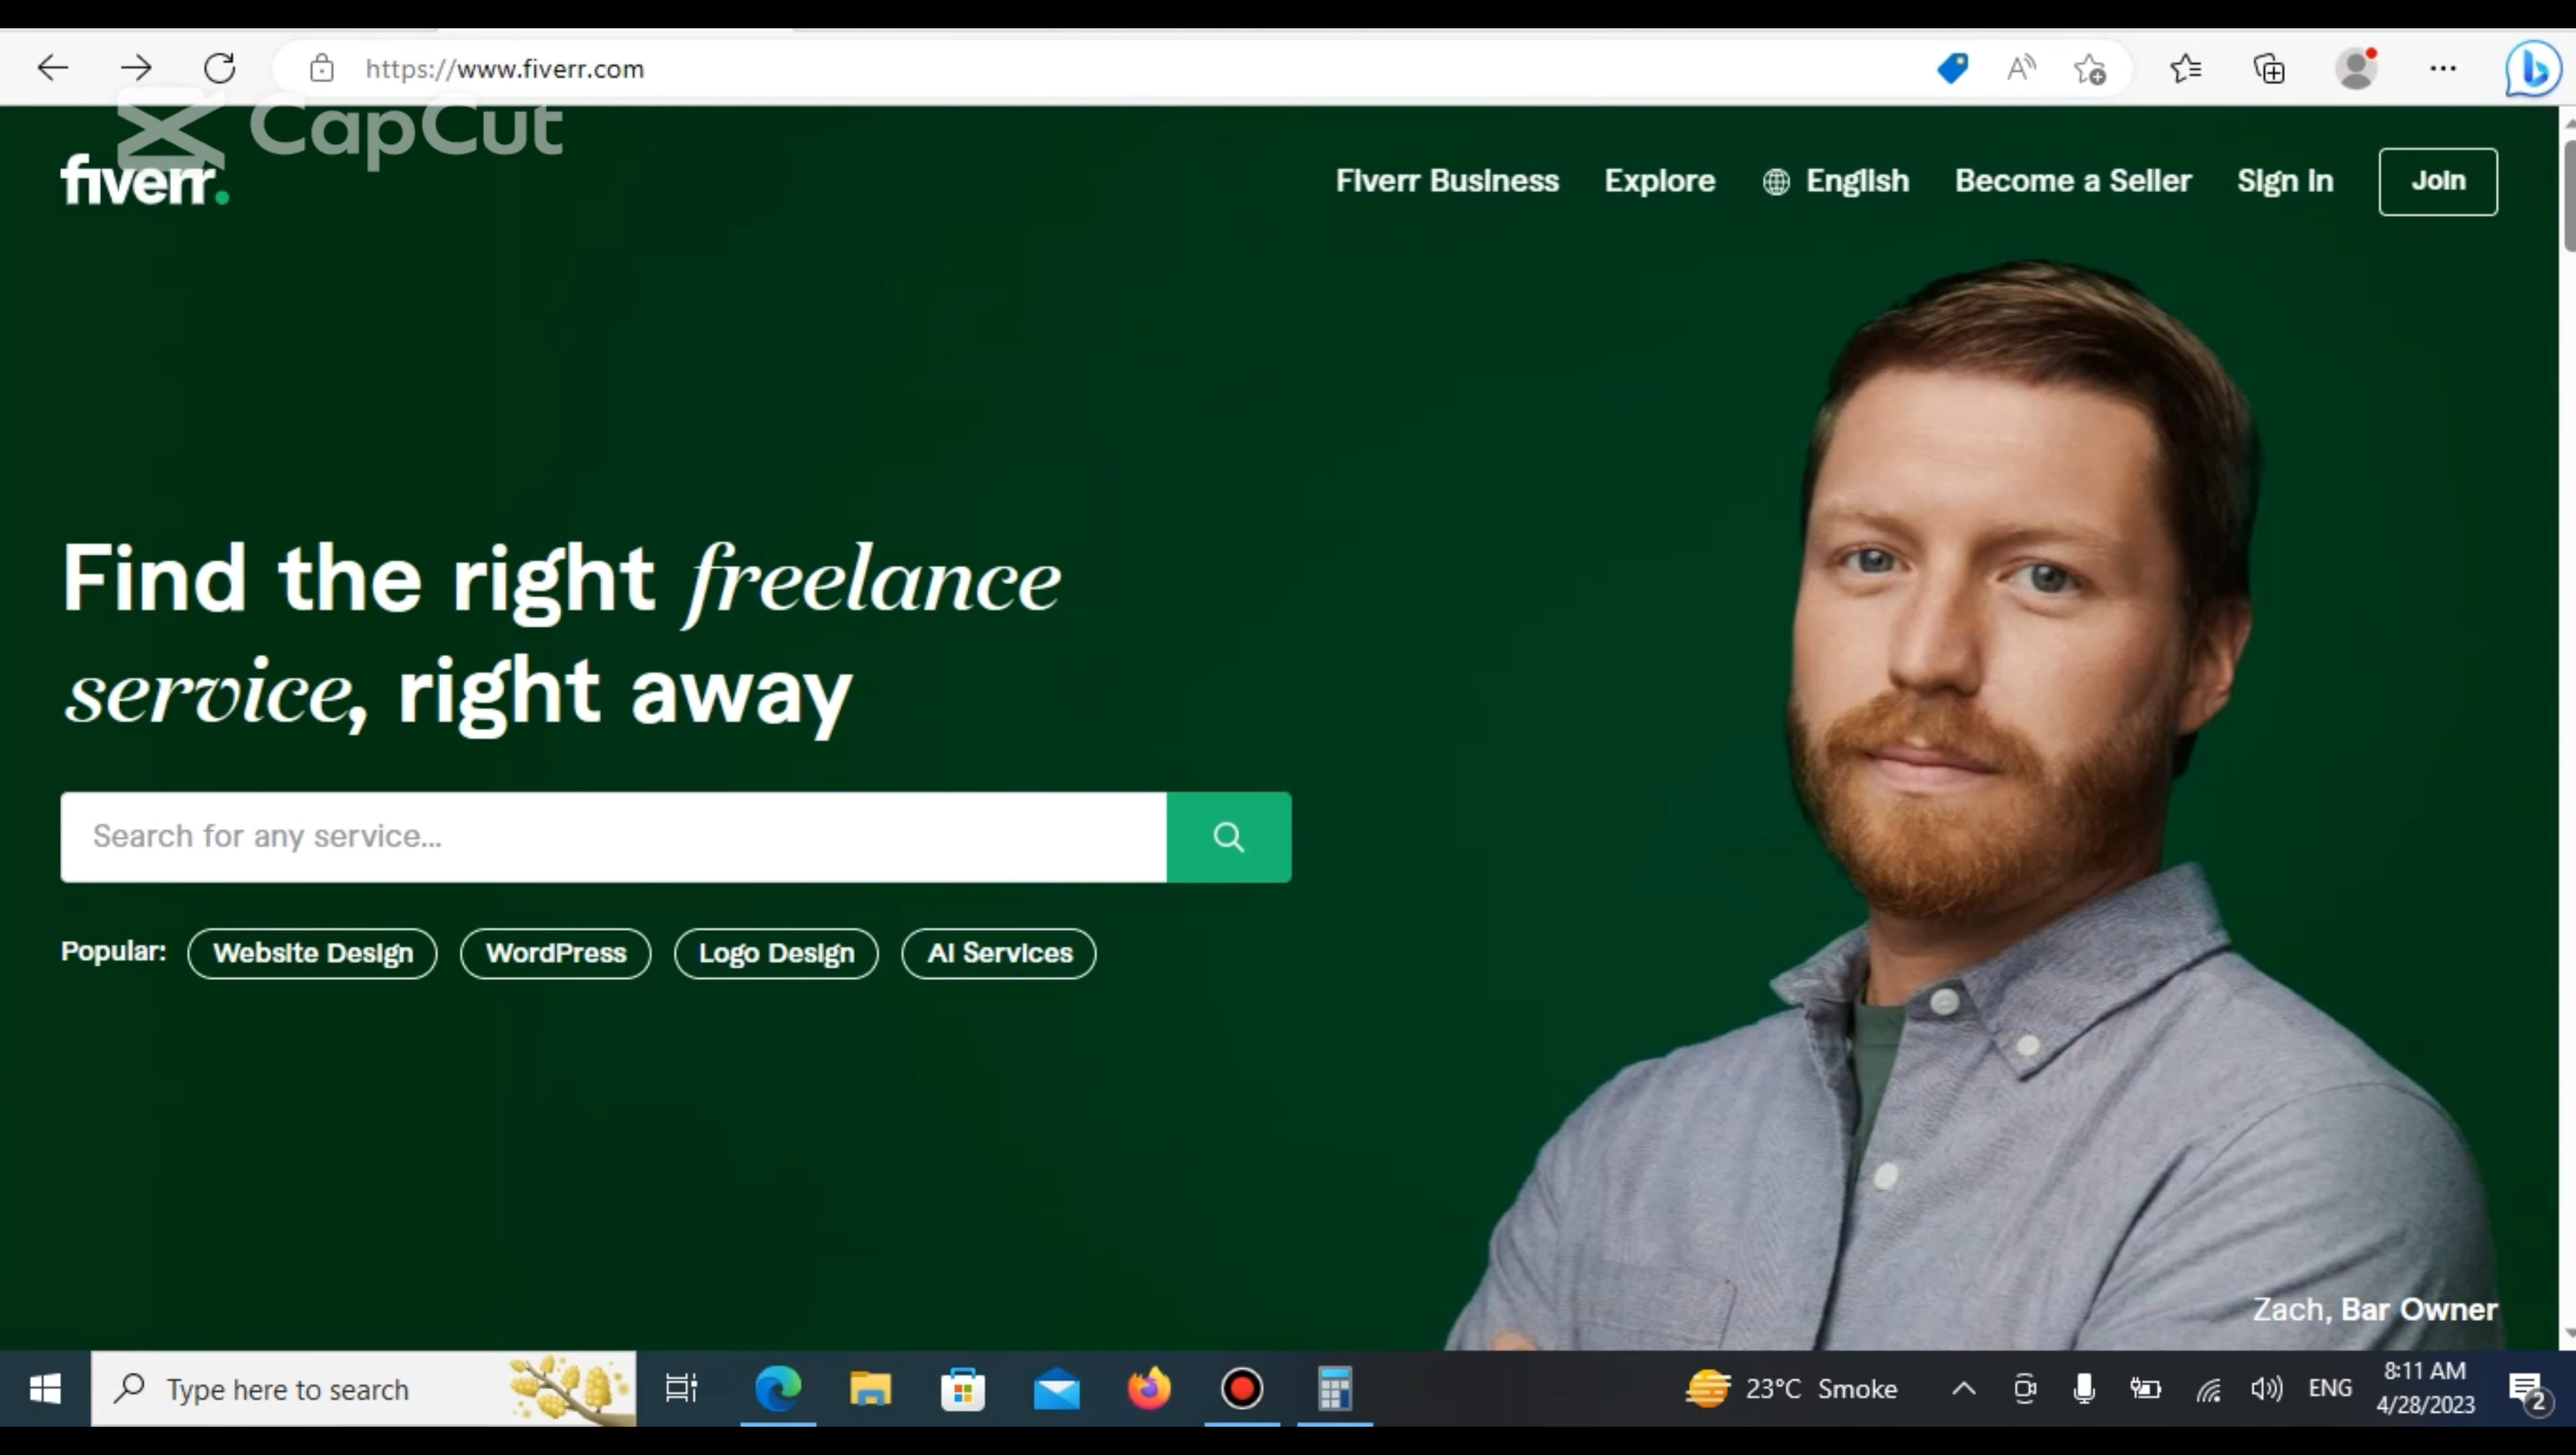 https://www.fiverr.com
CapCut
fiverr.
Fiverr Business
Explore
English
Become a Seller
Sign in
Join
Find the right freelance
service, right away
Search for any service...
Popular:
Website Design
WordPress
Logo Design
AI Services
Zach, Bar Owner
Type here to search
23°C Smoke
ENG
8:11 AM
4/28/2023
2